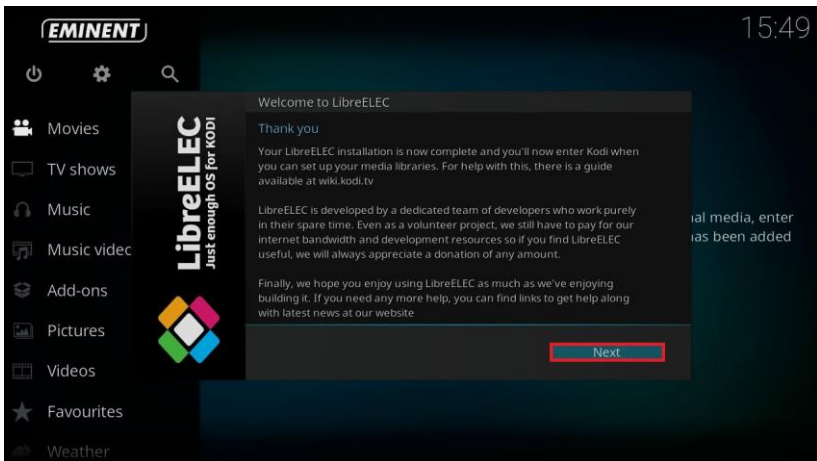 EMINENT
15:49
Movies
TV shows
Music
Music videc
Add-ons
Pictures
Videos
Favourites
Weather
LibreELEC
Just enough OS for KODI
Welcome to LibreELEC
Thank you
Your LibreELEC installation is now complete and you'll now enter Kodi when
you can set up your media libraries. For help with this, there is a guide
available at wiki.kodi.tv
LibreELEC is developed by a dedicated team of developers who work purely
in their spare time. Even as a volunteer project, we still have to pay for our
internet bandwidth and development resources so if you find LibreELEC
useful, we will always appreciate a donation of any amount.
Finally, we hope you enjoy using LibreELEC as much as we've enjoying
building it. If you need any more help, you can find links to get help along
with latest news at our website
Next
al media, enter
as been added